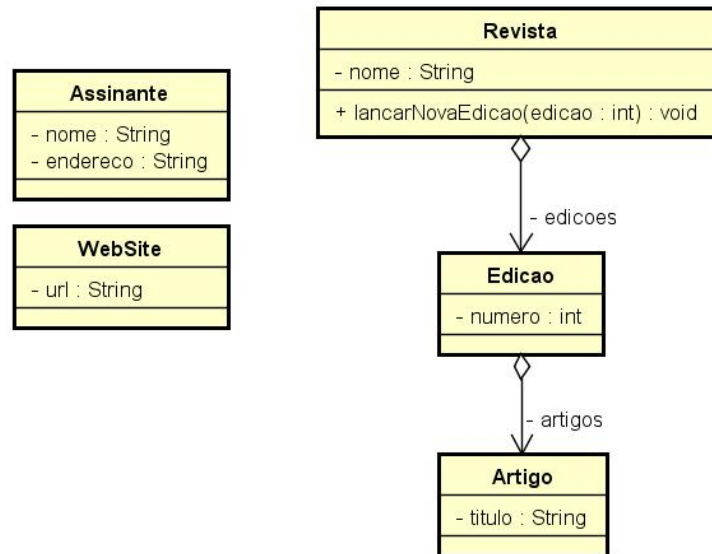 Revista
- nome : String
+ lancarNovaEdicao(edicao : int) : void
Assinante
- nome : String
- endereco : String
WebSite
- url : String
- edicoes
Edicao
- numero : int
- artigos
Artigo
- titulo : String